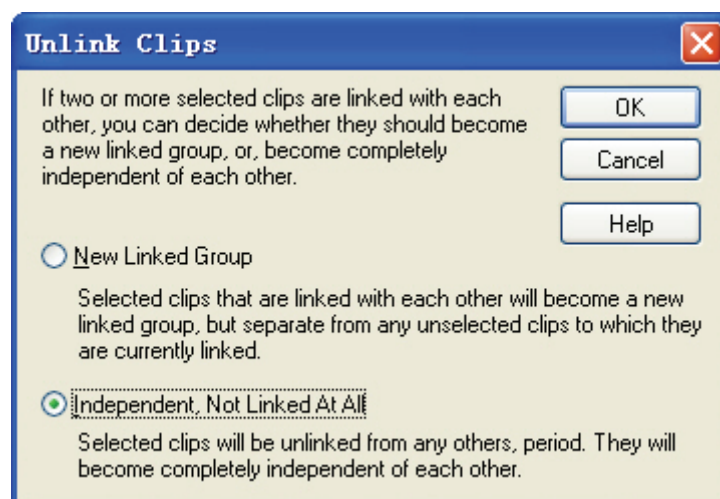 Unlink Clips
If two or more selected clips are linked with each
other, you can decide whether they should become
a new linked group, or, become completely
independent of each other.
OK
Cancel
Help
New Linked Group
Selected clips that are linked with each other will become a new
linked group, but separate from any unselected clips to which they
are currently linked.
Independent, Not Linked At All
Selected clips will be unlinked from any others, period. They will
become completely independent of each other.